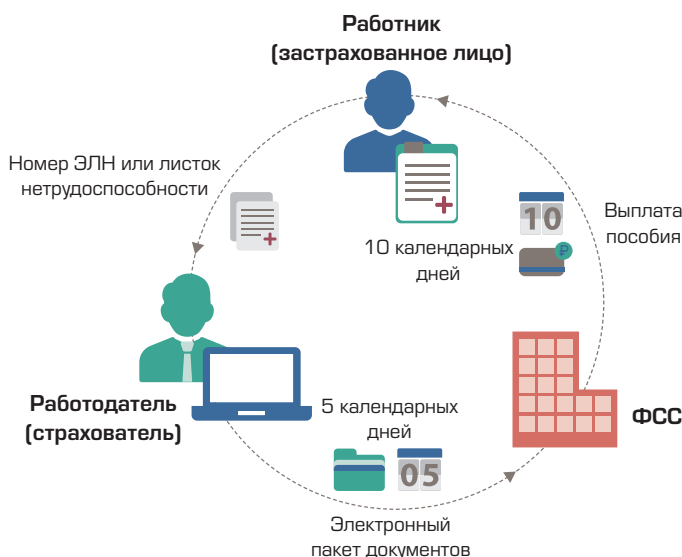 Работник
(застрахованное лицо)
Номер ЭЛН или листок
нетрудоспособности
10
₽
Выплата
пособия
10 календарных
дней
Работодатель
(страхователь)
5 календарных
дней
05
ФСС
Электронный
пакет документов